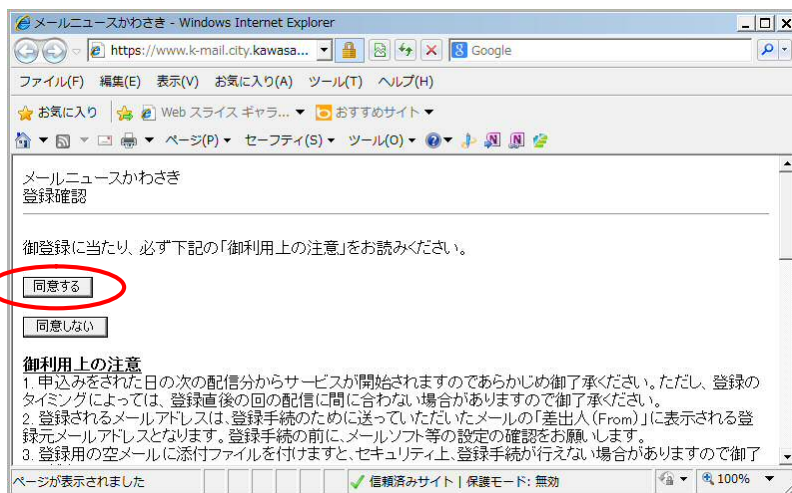 メールニュースかわさき - Windows Internet Explorer
https://www.k-mail.city.kawasa... Google
ファイル(F) 編集(E) 表示(V) お気に入り(A) ツール(T) ヘルプ(H)
お気に入り Web スライス ギャラ... おすすめサイト
ページ(P) セーフティ(S) ツール(O)
メールニュースかわさき
登録確認
御登録に当たり、必ず下記の「御利用上の注意」をお読みください。
同意する
同意しない
御利用上の注意
1. 申込みをされた日の次の配信分からサービスが開始されますのであらかじめ御了承ください。ただし、登録の
タイミングによっては、登録直後の回の配信に間に合わない場合がありますので御了承ください。
2. 登録されるメールアドレスは、登録手続のために送っていただいたメールの「差出人(From)」に表示される登
録元メールアドレスとなります。登録手続の前に、メールソフト等の設定の確認をお願いします。
3. 登録用の空メールに添付ファイルを付けますと、セキュリティ上、登録手続が行えない場合がありますので御了
ページが表示されました 信頼済みサイト | 保護モード: 無効 100%